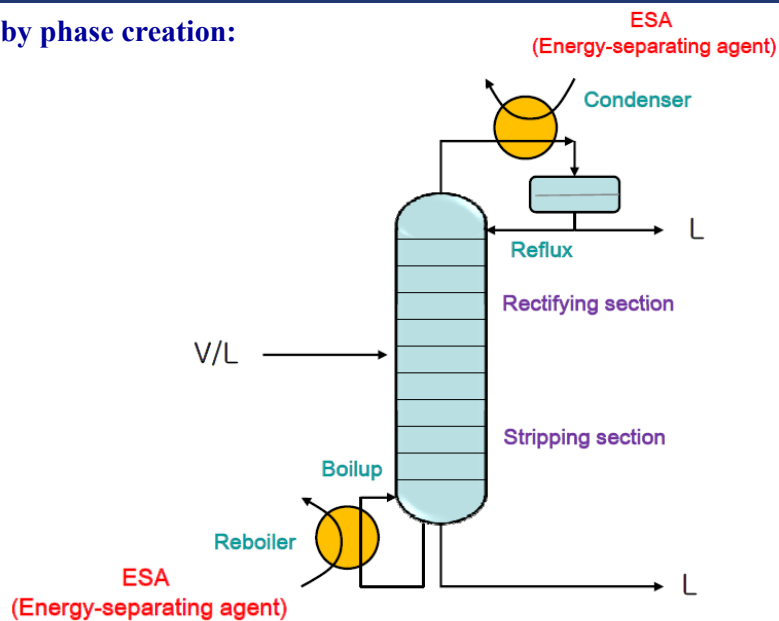 by phase creation:
ESA
(Energy-separating agent)
Condenser
L
Reflux
Rectifying section
V/L
Stripping section
Boilup
Reboiler
ESA
(Energy-separating agent)
L